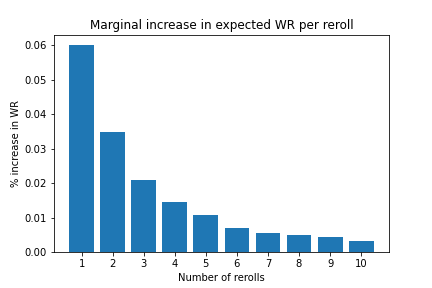 Marginal increase in expected WR per reroll
% increase in WR
0.06
0.05
0.04
0.03
0.02
0.01
0.00
1 2 3 4 5 6 7 8 9 10
Number of rerolls